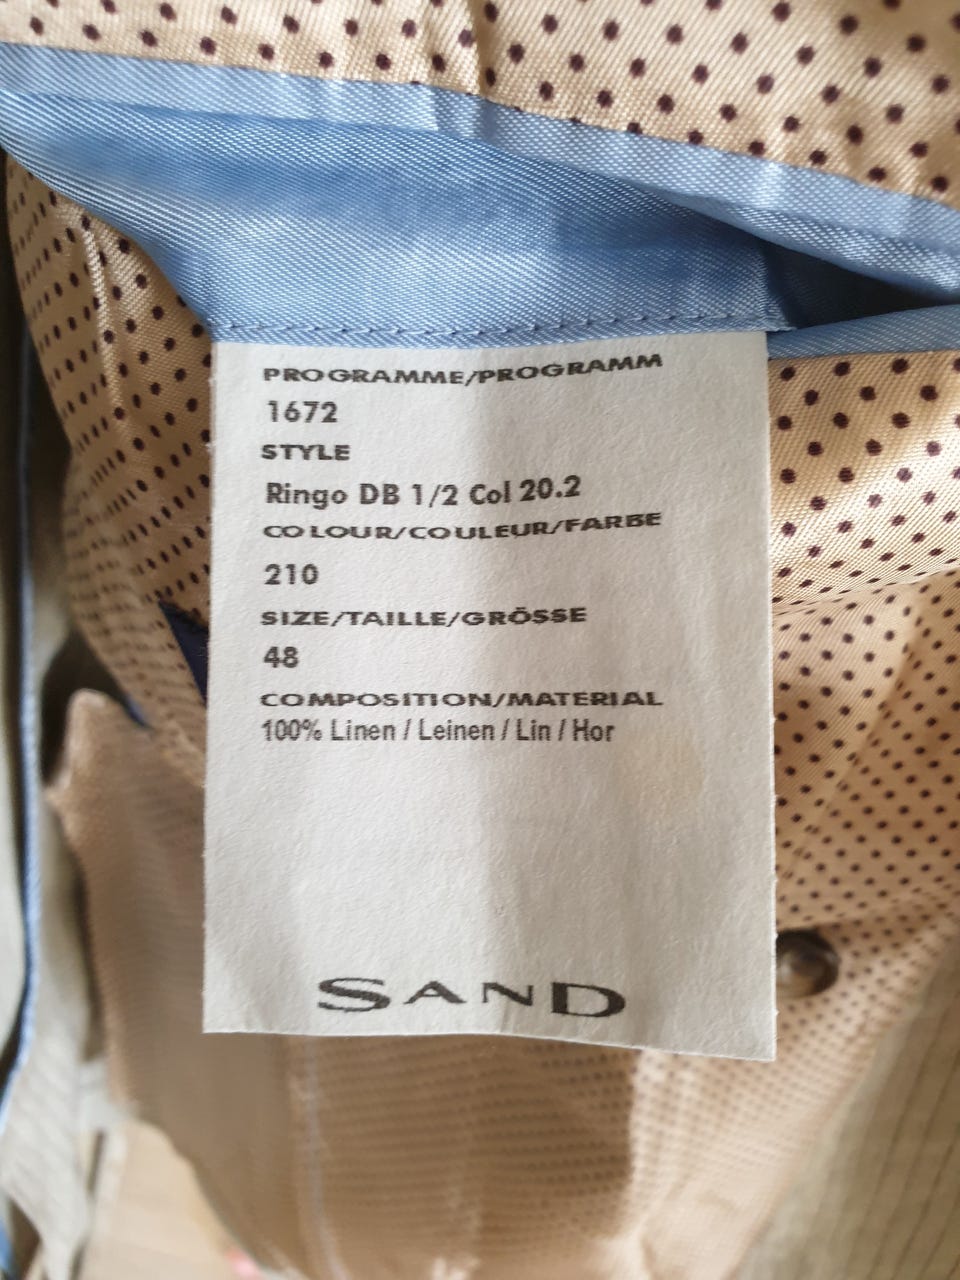 PROGRAMME/PROGRAMM
1672
STYLE
Ringo DB 1/2 Col 20.2
COLOUR/COULEUR/FARBE
210
SIZE/TAILLE/GRÖSSE
48
COMPOSITION/MATERIAL
100% Linen / Leinen / Lin / Hor
SAND